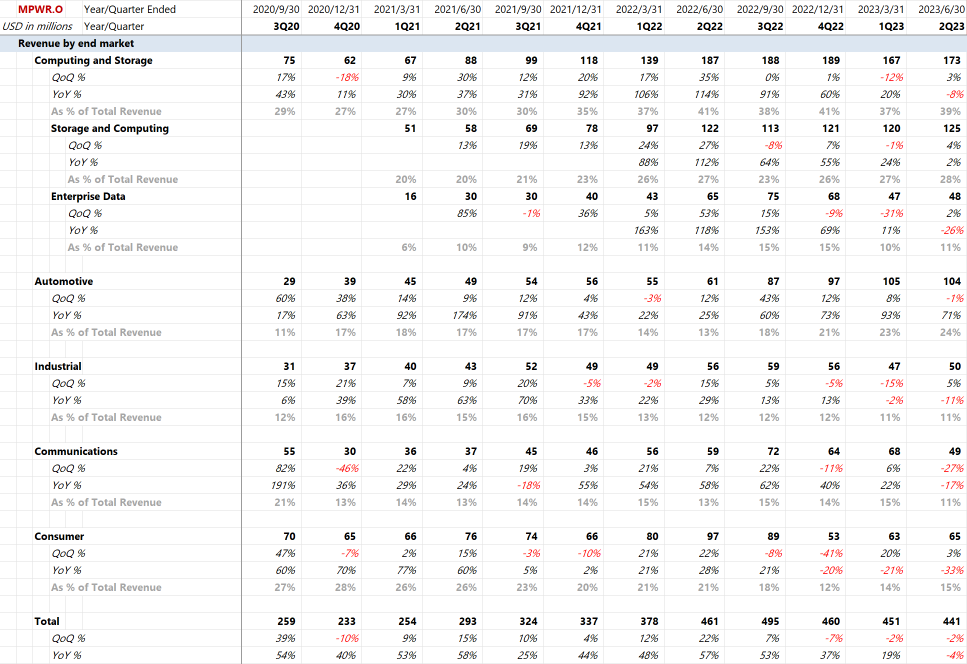 MPWR.O Year/Quarter Ended 2020/9/30 2020/12/31 2021/3/31 2021/6/30 2021/9/30 2021/12/31 2022/3/31 2022/6/30 2022/9/30 2022/12/31 2023/3/31 2023/6/30
USD in millions Year/Quarter 3Q20 4Q20 1Q21 2Q21 3Q21 4Q21 1Q22 2Q22 3Q22 4Q22 1Q23 2Q23
Revenue by end market
Computing and Storage 75 62 67 88 99 118 139 187 188 189 167 173
QoQ % 17% -18% 9% 30% 12% 20% 17% 35% 0% 1% -12% 3%
YoY % 43% 11% 30% 37% 31% 92% 106% 114% 91% 60% 20% -8%
As % of Total Revenue 29% 27% 27% 30% 30% 35% 37% 41% 38% 41% 37% 39%
Storage and Computing 51 58 69 78 97 122 113 121 120 125
QoQ % 13% 19% 13% 24% 27% -8% 7% -1% 4%
YoY % 88% 112% 64% 55% 24% 2%
As % of Total Revenue 20% 20% 21% 23% 26% 27% 23% 26% 27% 28%
Enterprise Data 16 30 30 40 43 65 75 68 47 48
QoQ % 85% -1% 36% 5% 53% 15% -9% -31% 2%
YoY % 163% 118% 153% 69% 11% -26%
As % of Total Revenue 6% 10% 9% 12% 11% 14% 15% 15% 10% 11%
Automotive 29 39 45 49 54 56 55 61 87 97 105 104
QoQ % 60% 38% 14% 9% 12% 4% -3% 12% 43% 12% 8% -1%
YoY % 17% 63% 92% 174% 91% 43% 22% 25% 60% 73% 93% 71%
As % of Total Revenue 11% 17% 18% 17% 17% 17% 14% 13% 18% 21% 23% 24%
Industrial 31 37 40 43 52 49 49 56 59 56 47 50
QoQ % 15% 21% 7% 9% 20% -5% -2% 15% 5% -5% -15% 5%
YoY % 6% 39% 58% 63% 70% 33% 22% 29% 13% 13% -2% -11%
As % of Total Revenue 12% 16% 16% 15% 16% 15% 13% 12% 12% 12% 11% 11%
Communications 55 30 36 37 45 46 56 59 72 64 68 49
QoQ % 82% -46% 22% 4% 19% 3% 21% 7% 22% -11% 6% -27%
YoY % 191% 36% 29% 24% -18% 55% 54% 58% 62% 40% 22% -17%
As % of Total Revenue 21% 13% 14% 13% 14% 14% 15% 13% 15% 14% 15% 11%
Consumer 70 65 66 76 74 66 80 97 89 53 63 65
QoQ % 47% -7% 2% 15% -3% -10% 21% 22% -8% -41% 20% 3%
YoY % 60% 70% 77% 60% 5% 2% 21% 28% 21% -20% -21% -33%
As % of Total Revenue 27% 28% 26% 26% 23% 20% 21% 21% 18% 12% 14% 15%
Total 259 233 254 293 324 337 378 461 495 460 451 441
QoQ % 39% -10% 9% 15% 10% 4% 12% 22% 7% -7% -2% -2%
YoY % 54% 40% 53% 58% 25% 44% 48% 57% 53% 37% 19% -4%